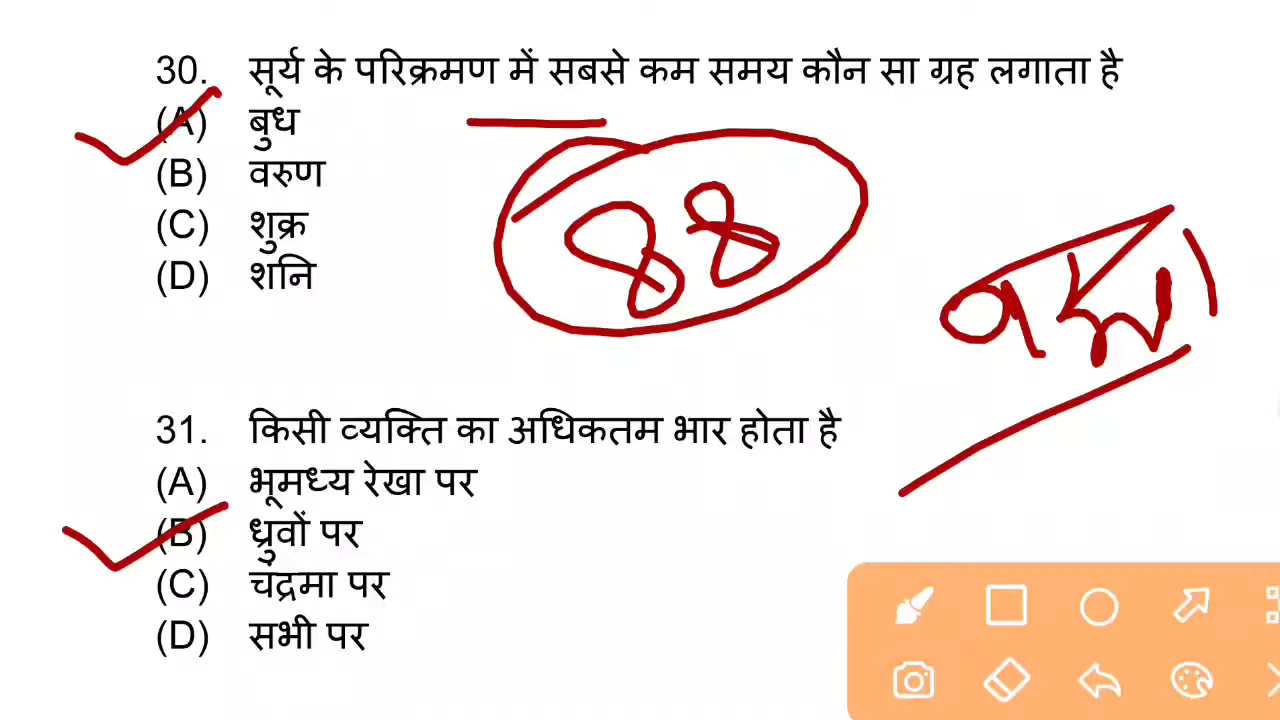 30. सूर्य के परिक्रमण में सबसे कम समय कौन सा ग्रह लगाता है
(A) बुध
(B) वरुण
(C) शुक्र
(D) शनि
88
31. किसी व्यक्ति का अधिकतम भार होता है
(A) भूमध्य रेखा पर
(B) ध्रुवों पर
(C) चंद्रमा पर
(D) सभी पर